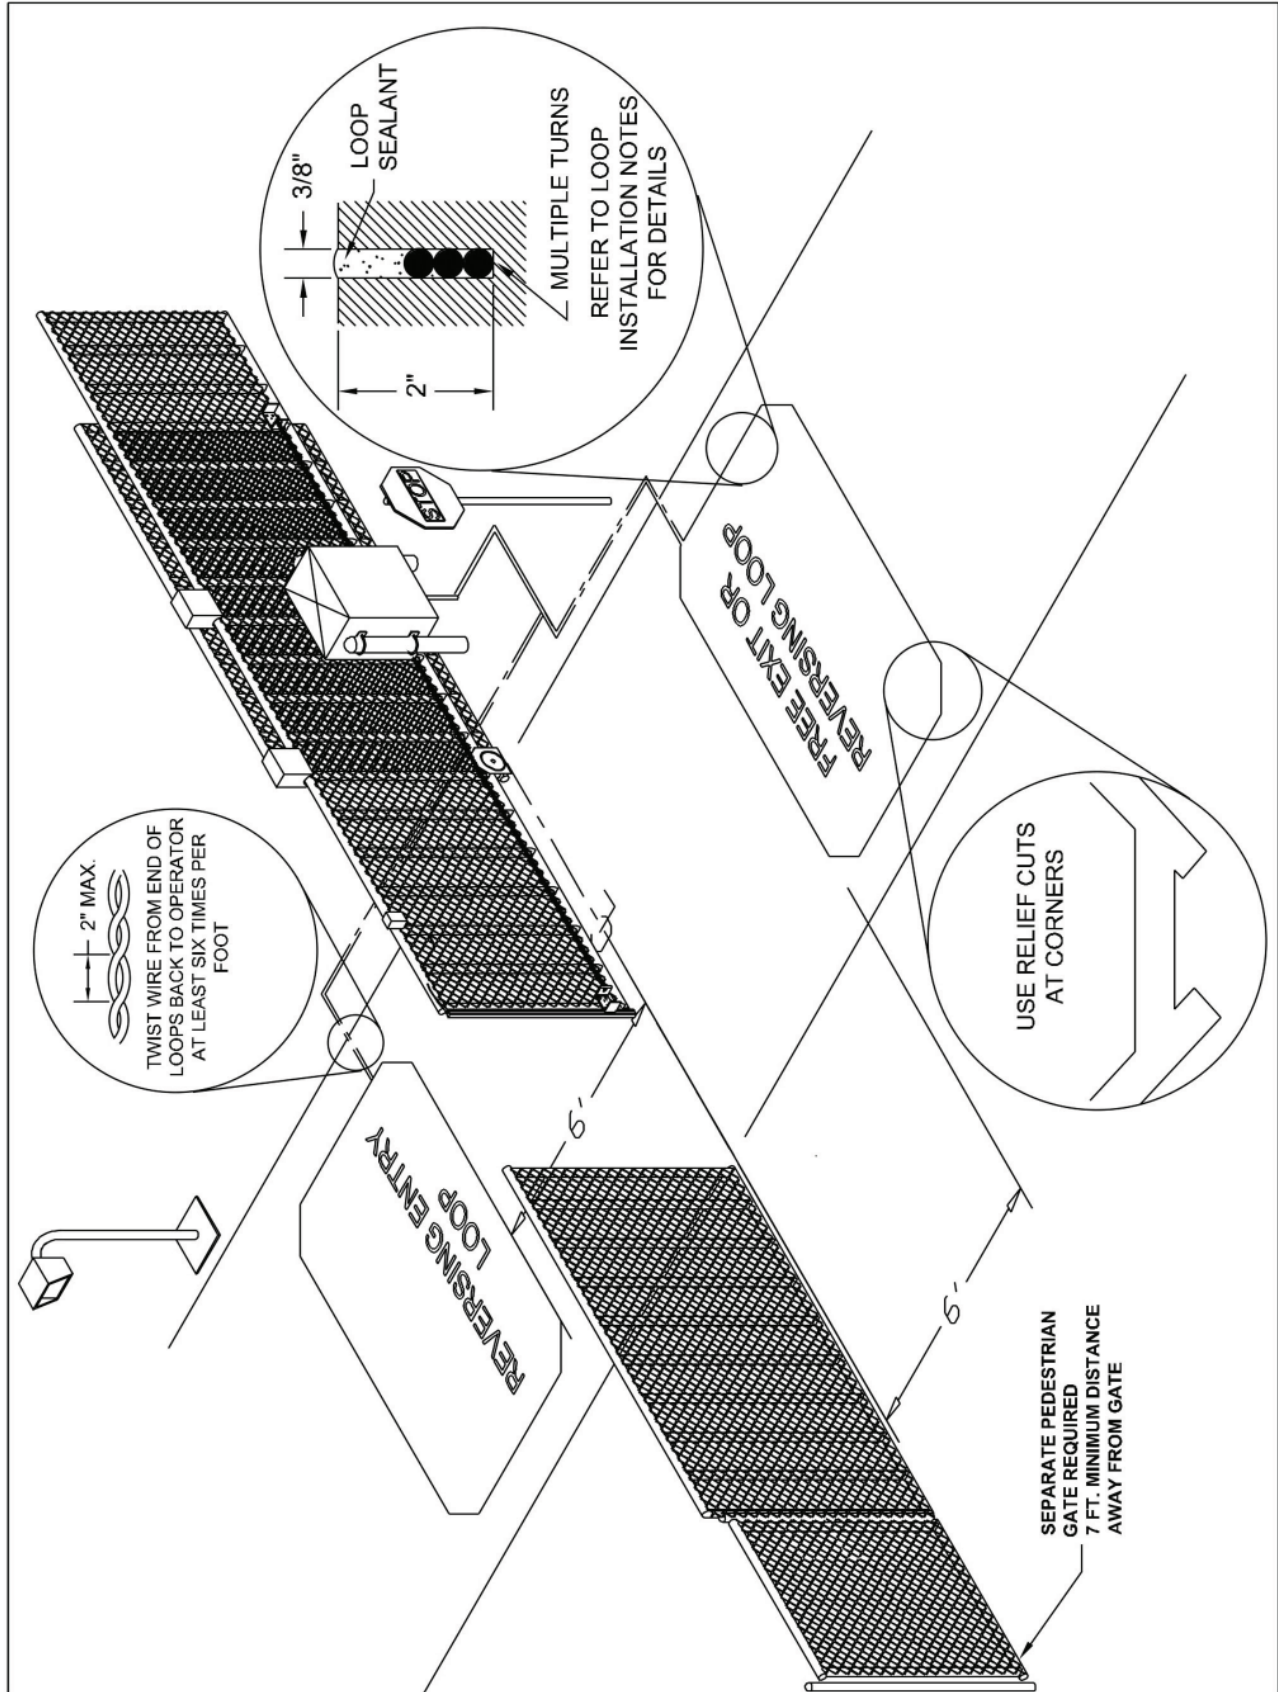 2" MAX.
TWIST WIRE FROM END OF
LOOPS BACK TO OPERATOR
AT LEAST SIX TIMES PER
FOOT
3/8"
LOOP
SEALANT
2"
MULTIPLE TURNS
REFER TO LOOP
INSTALLATION NOTES
FOR DETAILS
STOP
REVERSING ENTRY
LOOP
6'
FREE EXIT OR
REVERSING LOOP
6'
USE RELIEF CUTS
AT CORNERS
SEPARATE PEDESTRIAN
GATE REQUIRED
7 FT. MINIMUM DISTANCE
AWAY FROM GATE